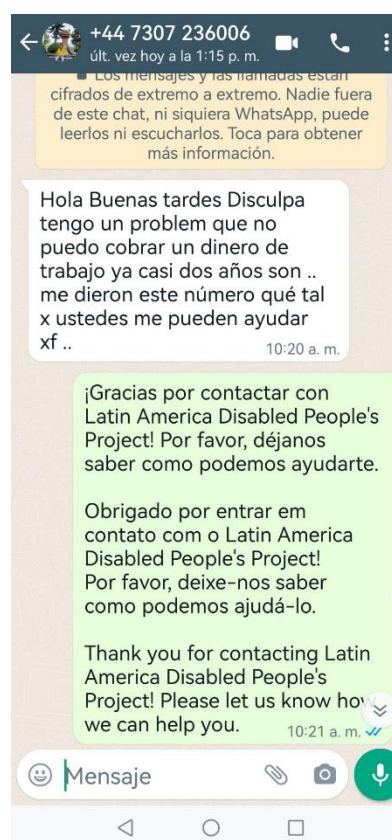 +44 7307 236006
últ. vez hoy a la 1:15 p. m.
Los mensajes y las llamadas están
cifrados de extremo a extremo. Nadie fuera
de este chat, ni siquiera WhatsApp, puede
leerlos ni escucharlos. Toca para obtener
más información.
Hola Buenas tardes Disculpa
tengo un problem que no
puedo cobrar un dinero de
trabajo ya casi dos años son ..
me dieron este número qué tal
x ustedes me pueden ayudar
xf ..
10:20 a. m.
¡Gracias por contactar con
Latin America Disabled People's
Project! Por favor, déjanos
saber como podemos ayudarte.
Obrigado por entrar em
contato com o Latin America
Disabled People's Project!
Por favor, deixe-nos saber
como podemos ajudá-lo.
Thank you for contacting Latin
America Disabled People's
Project! Please let us know how
we can help you.
10:21 a. m.
Mensaje